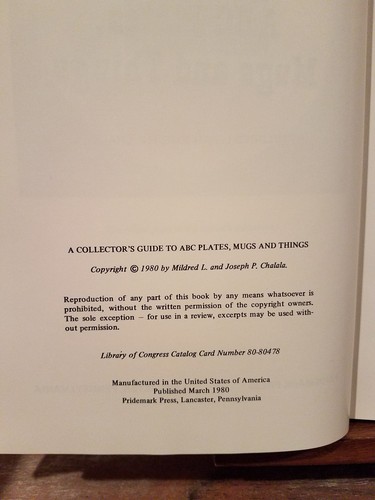 A COLLECTOR'S GUIDE TO ABC PLATES, MUGS AND THINGS
Copyright © 1980 by Mildred L. and Joseph P. Chalala.
Reproduction of any part of this book by any means whatsoever is
prohibited, without the written permission of the copyright owners.
The sole exception — for use in a review, excerpts may be used with-
out permission.
Library of Congress Catalog Card Number 80-80478
Manufactured in the United States of America
Published March 1980
Pridemark Press, Lancaster, Pennsylvania